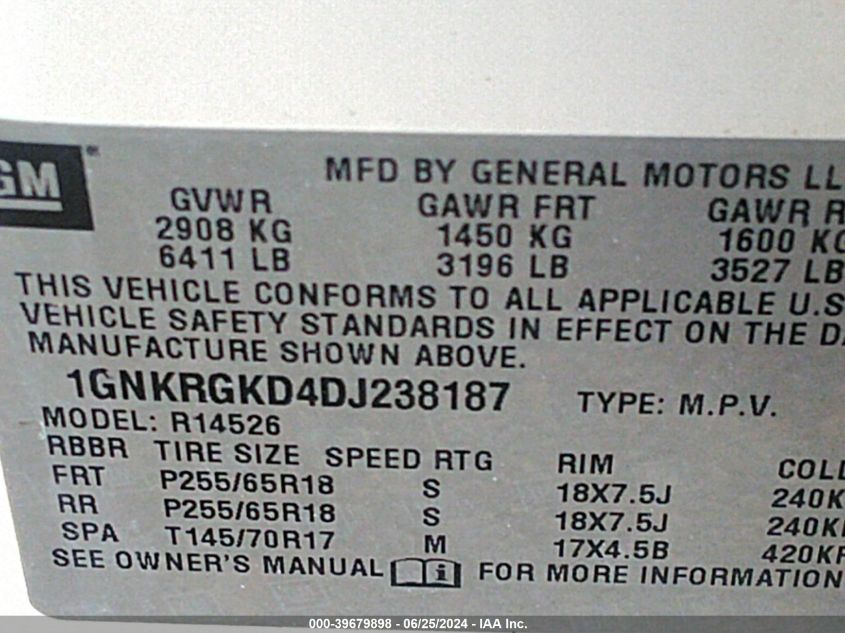 GM
MFD BY GENERAL MOTORS LL
GVWR GAWR FRT GAWR R
2908 KG 1450 KG 1600 KG
6411 LB 3196 LB 3527 LB
THIS VEHICLE CONFORMS TO ALL APPLICABLE U.S
VEHICLE SAFETY STANDARDS IN EFFECT ON THE DA
MANUFACTURE SHOWN ABOVE.
1GNKRGKD4DJ238187 TYPE: M.P.V.
MODEL: R14526
RBBR TIRE SIZE SPEED RTG RIM COLD
FRT P255/65R18 S 18X7.5J 240K
RR P255/65R18 S 18X7.5J 240K
SPA T145/70R17 M 17X4.5B 420KP
SEE OWNER'S MANUAL FOR MORE INFORMATION
000-39679898 - 06/25/2024 - IAA Inc.